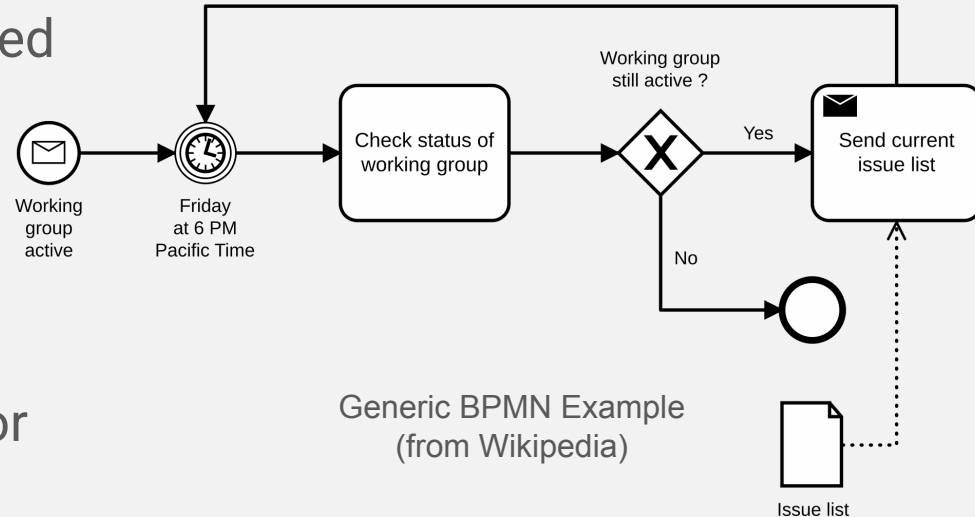 ed
Working group
still active ?
Check status of
working group
X
Yes
Send current
issue list
Working
group
active
Friday
at 6 PM
Pacific Time
No
or
Generic BPMN Example
(from Wikipedia)
Issue list